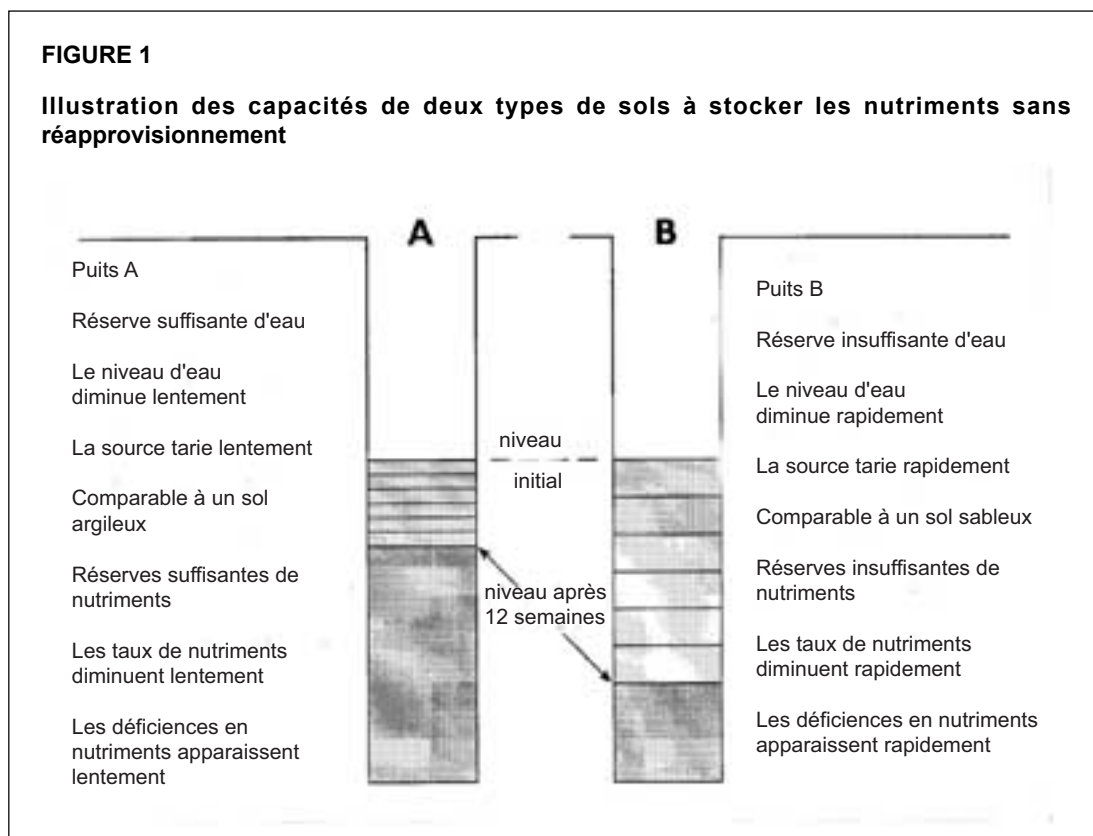 FIGURE 1
Illustration des capacités de deux types de sols à stocker les nutriments sans
réapprovisionnement
A
B
Puits A
Réserve suffisante d'eau
Le niveau d'eau
diminue lentement
La source tarie lentement
Comparable à un sol
argileux
Réserves suffisantes de
nutriments
Les taux de nutriments
diminuent lentement
Les déficiences en
nutriments apparaissent
lentement
niveau
initial
niveau après
12 semaines
Puits B
Réserve insuffisante d'eau
Le niveau d'eau
diminue rapidement
La source tarie rapidement
Comparable à un sol sableux
Réserves insuffisantes de
nutriments
Les taux de nutriments
diminuent rapidement
Les déficiences en nutriments
apparaissent rapidement